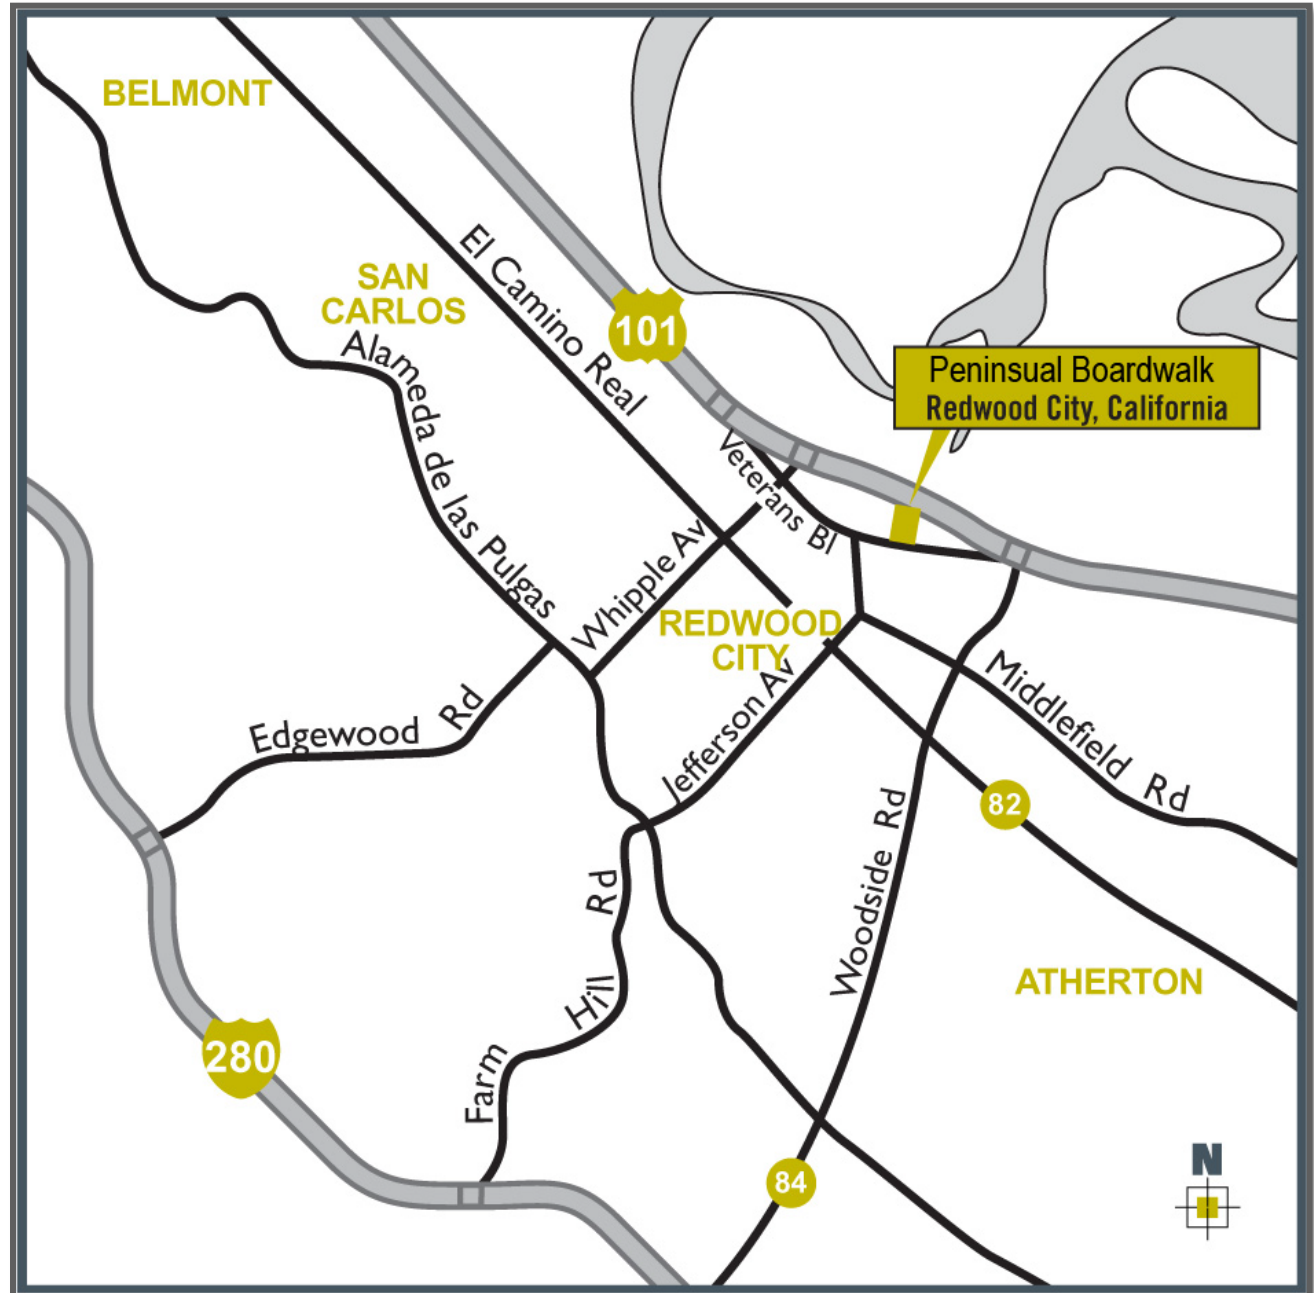 BELMONT
SAN
CARLOS
El Camino Real
101
Peninsual Boardwalk
Redwood City, California
Alameda de las Pulgas
Veterans Bl
Whipple Av
REDWOOD
CITY
Edgewood Rd
Jefferson Av
Middlefield Rd
82
Woodside Rd
Farm Hill Rd
ATHERTON
280
84
N